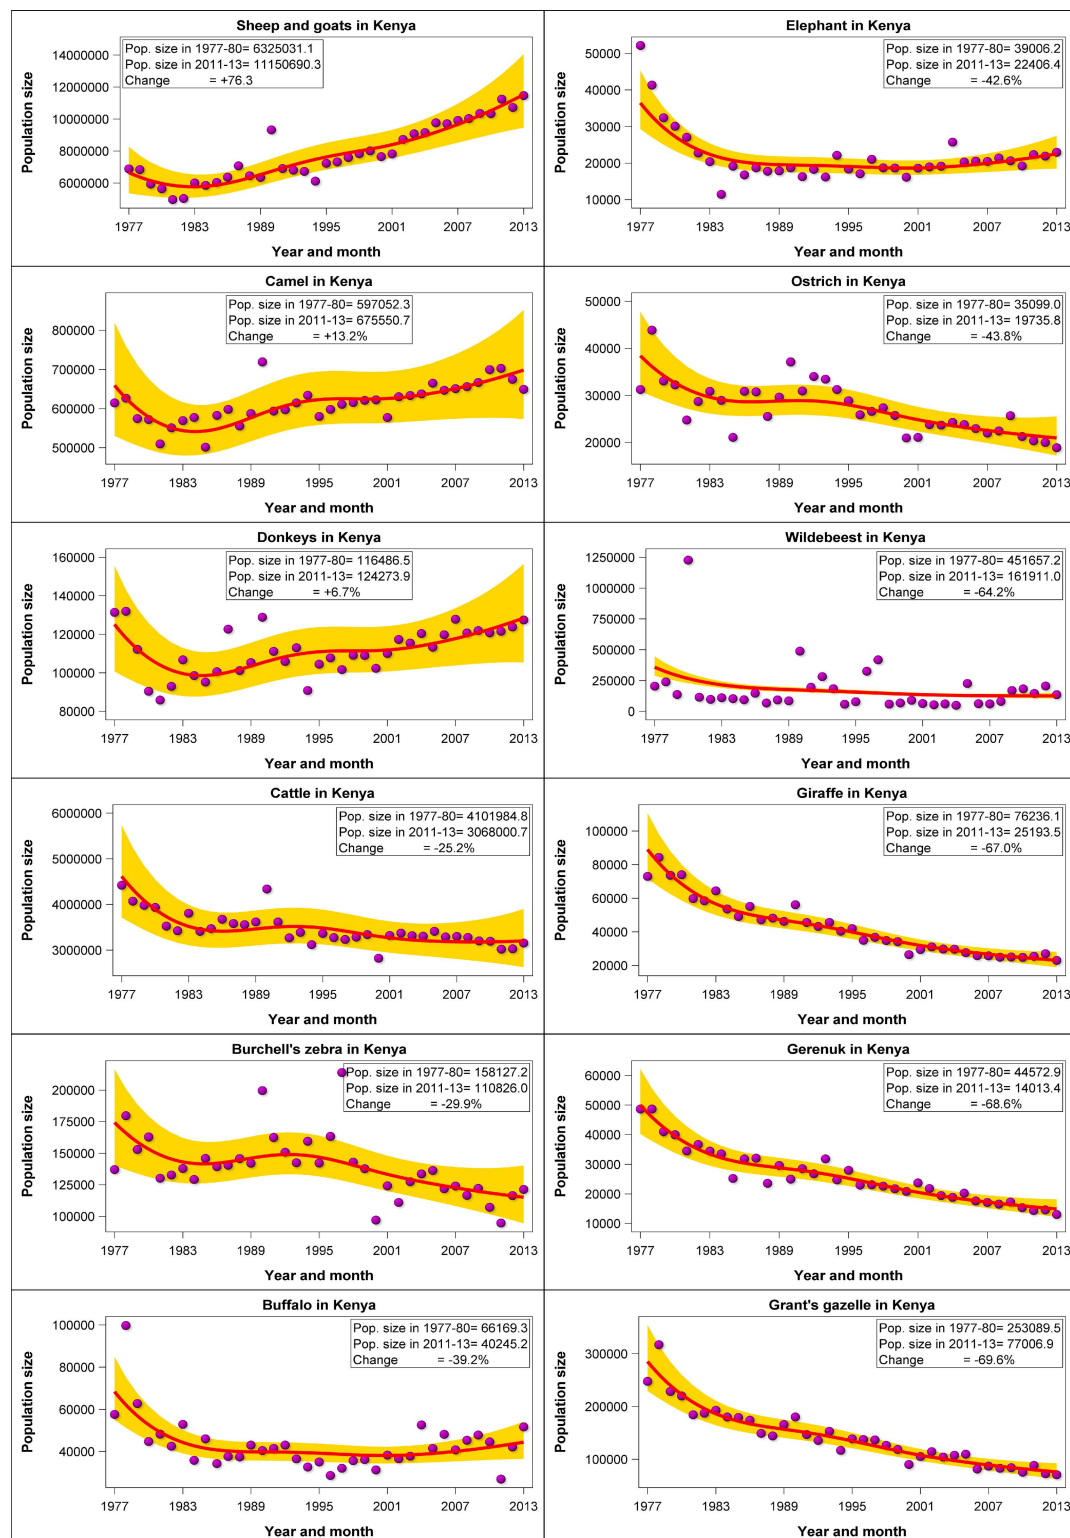 Sheep and goats in Kenya
Pop. size in 1977-80= 6325031.1
Pop. size in 2011-13= 11150690.3
Change = +76.3
Population size
14000000
12000000
10000000
8000000
6000000
1977 1983 1989 1995 2001 2007 2013
Year and month
Elephant in Kenya
Pop. size in 1977-80= 39006.2
Pop. size in 2011-13= 22406.4
Change = -42.6%
Population size
50000
40000
30000
20000
10000
1977 1983 1989 1995 2001 2007 2013
Year and month
Camel in Kenya
Pop. size in 1977-80= 597052.3
Pop. size in 2011-13= 675550.7
Change = +13.2%
Population size
800000
700000
600000
500000
1977 1983 1989 1995 2001 2007 2013
Year and month
Ostrich in Kenya
Pop. size in 1977-80= 35099.0
Pop. size in 2011-13= 19735.8
Change = -43.8%
Population size
50000
40000
30000
20000
1977 1983 1989 1995 2001 2007 2013
Year and month
Donkeys in Kenya
Pop. size in 1977-80= 116486.5
Pop. size in 2011-13= 124273.9
Change = +6.7%
Population size
160000
140000
120000
100000
80000
1977 1983 1989 1995 2001 2007 2013
Year and month
Wildebeest in Kenya
Pop. size in 1977-80= 451657.2
Pop. size in 2011-13= 161911.0
Change = -64.2%
Population size
1250000
1000000
750000
500000
250000
0
1977 1983 1989 1995 2001 2007 2013
Year and month
Cattle in Kenya
Pop. size in 1977-80= 4101984.8
Pop. size in 2011-13= 3068000.7
Change = -25.2%
Population size
6000000
5000000
4000000
3000000
1977 1983 1989 1995 2001 2007 2013
Year and month
Giraffe in Kenya
Pop. size in 1977-80= 76236.1
Pop. size in 2011-13= 25193.5
Change = -67.0%
Population size
100000
80000
60000
40000
20000
1977 1983 1989 1995 2001 2007 2013
Year and month
Burchell's zebra in Kenya
Pop. size in 1977-80= 158127.2
Pop. size in 2011-13= 110826.0
Change = -29.9%
Population size
200000
175000
150000
125000
100000
1977 1983 1989 1995 2001 2007 2013
Year and month
Gerenuk in Kenya
Pop. size in 1977-80= 44572.9
Pop. size in 2011-13= 14013.4
Change = -68.6%
Population size
60000
50000
40000
30000
20000
10000
1977 1983 1989 1995 2001 2007 2013
Year and month
Buffalo in Kenya
Pop. size in 1977-80= 66169.3
Pop. size in 2011-13= 40245.2
Change = -39.2%
Population size
100000
80000
60000
40000
1977 1983 1989 1995 2001 2007 2013
Year and month
Grant's gazelle in Kenya
Pop. size in 1977-80= 253089.5
Pop. size in 2011-13= 77006.9
Change = -69.6%
Population size
300000
200000
100000
1977 1983 1989 1995 2001 2007 2013
Year and month